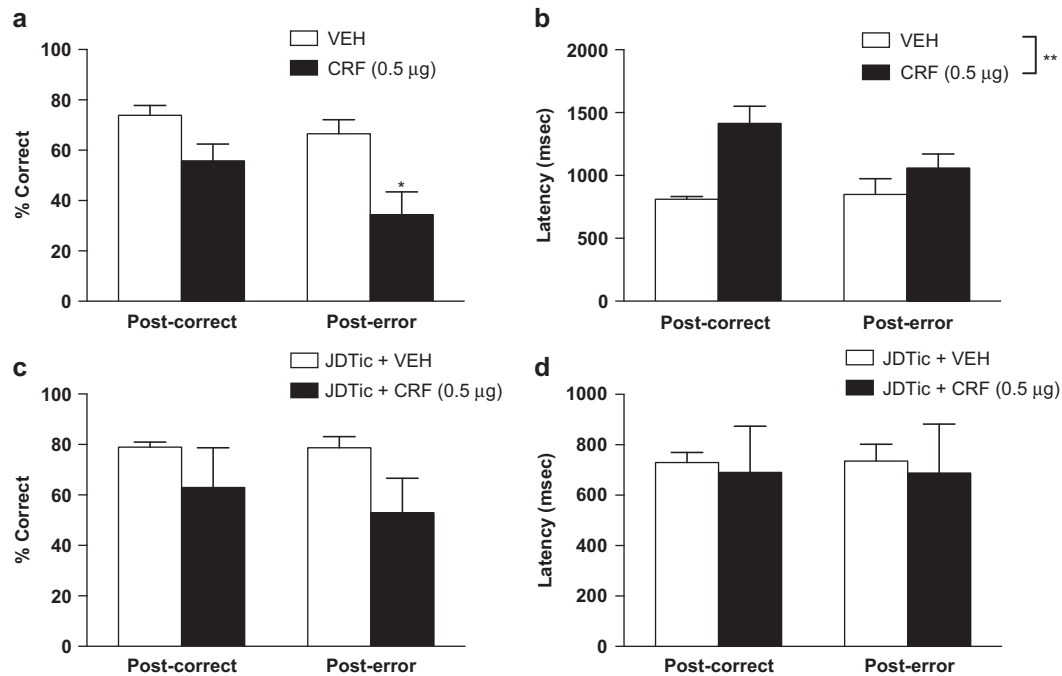 a
VEH
CRF (0.5 μg)
% Correct
100
80
60
40
20
0
*
Post-correct
Post-error
b
VEH
CRF (0.5 μg)
**
Latency (msec)
2000
1500
1000
500
0
Post-correct
Post-error
c
JDTic + VEH
JDTic + CRF (0.5 μg)
% Correct
100
80
60
40
20
0
Post-correct
Post-error
d
JDTic + VEH
JDTic + CRF (0.5 μg)
Latency (msec)
1000
800
600
400
200
0
Post-correct
Post-error